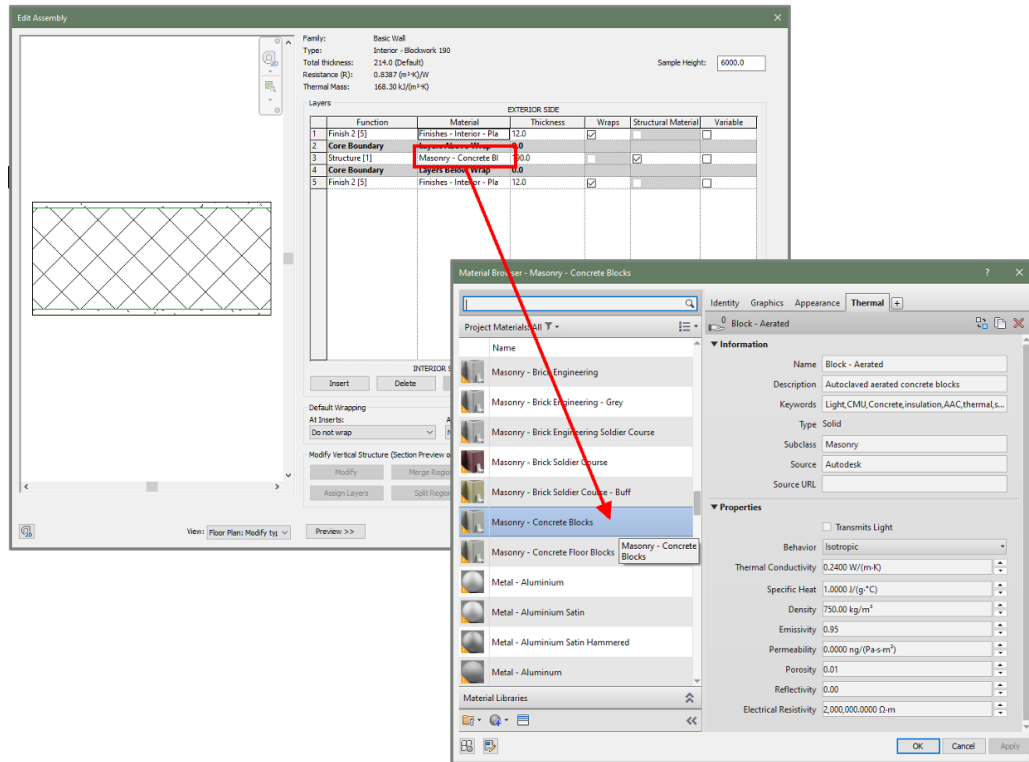 Edit Assembly
Family: Basic Wall
Type: Interior - Blockwork 190
Total thickness: 214.0 (Default)
Resistance (R): 0.8387 (m²·K)/W
Thermal Mass: 168.30 kJ/(m²·K)
Sample Height: 6000.0
Layers
EXTERIOR SIDE
Function Material Thickness Wraps Structural Material Variable
1 Finish 2 [5] Finishes - Interior - Pla 12.0
2 Core Boundary Layers Above Wrap 0.0
3 Structure [1] Masonry - Concrete Bl 190.0
4 Core Boundary Layers Below Wrap 0.0
5 Finish 2 [5] Finishes - Interior - Pla 12.0
INTERIOR S
Insert Delete
Default Wrapping
At Inserts:
Do not wrap
Modify Vertical Structure (Section Preview o
Modify Merge Regio
Assign Layers Split Region
View: Floor Plan: Modify typ
Preview >>
Material Browser - Masonry - Concrete Blocks
? ×
Project Materials: All
Name
Masonry - Brick Engineering
Masonry - Brick Engineering - Grey
Masonry - Brick Engineering Soldier Course
Masonry - Brick Soldier Course
Masonry - Brick Soldier Course - Buff
Masonry - Concrete Blocks
Masonry - Concrete Floor Blocks
Masonry - Concrete
Blocks
Metal - Aluminium
Metal - Aluminium Satin
Metal - Aluminium Satin Hammered
Metal - Aluminum
Material Libraries
Identity Graphics Appearance Thermal +
0 Block - Aerated
Information
Name Block - Aerated
Description Autoclaved aerated concrete blocks
Keywords Light,CMU,Concrete,insulation,AAC,thermal,s...
Type Solid
Subclass Masonry
Source Autodesk
Source URL
Properties
Transmits Light
Behavior Isotropic
Thermal Conductivity 0.2400 W/(m·K)
Specific Heat 1.0000 J/(g·°C)
Density 750.00 kg/m³
Emissivity 0.95
Permeability 0.0000 ng/(Pa·s·m²)
Porosity 0.01
Reflectivity 0.00
Electrical Resistivity 2,000,000.0000 Ω·m
OK Cancel Apply